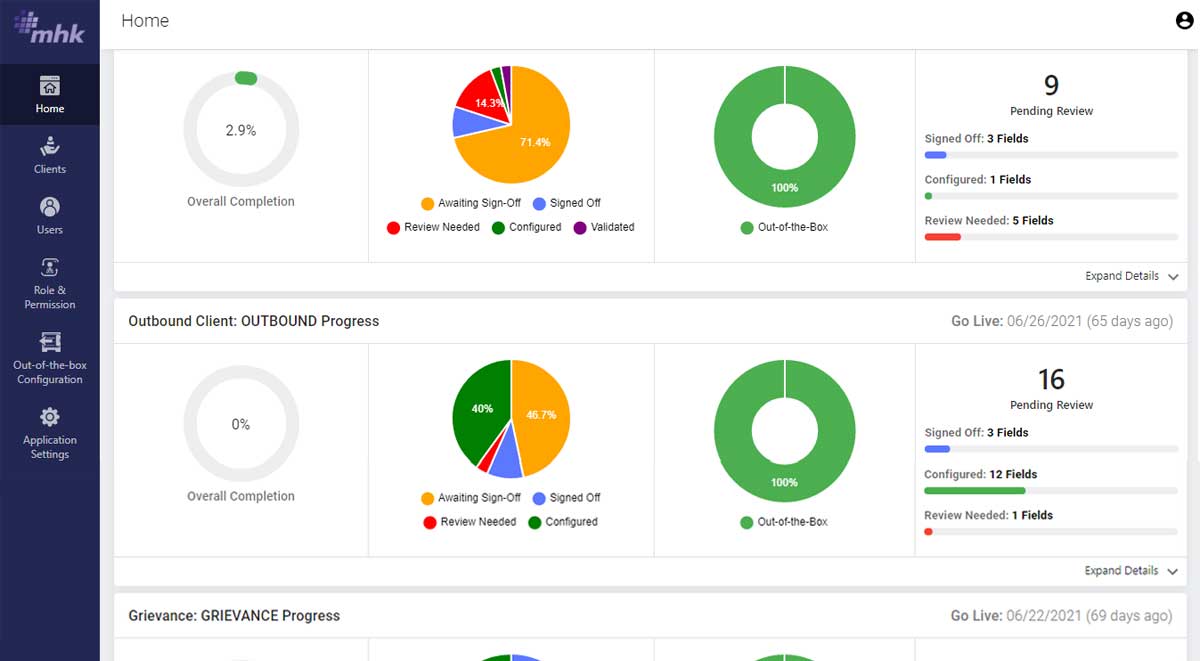 mhk
Home
Home
Clients
Users
Role &
Permission
Out-of-the-box
Configuration
Application
Settings
2.9%
Overall Completion
14.3%
71.4%
Awaiting Sign-Off
Signed Off
Review Needed
Configured
Validated
100%
Out-of-the-Box
9
Pending Review
Signed Off: 3 Fields
Configured: 1 Fields
Review Needed: 5 Fields
Expand Details
Outbound Client: OUTBOUND Progress
Go Live: 06/26/2021 (65 days ago)
0%
Overall Completion
40%
46.7%
Awaiting Sign-Off
Signed Off
Review Needed
Configured
100%
Out-of-the-Box
16
Pending Review
Signed Off: 3 Fields
Configured: 12 Fields
Review Needed: 1 Fields
Expand Details
Grievance: GRIEVANCE Progress
Go Live: 06/22/2021 (69 days ago)